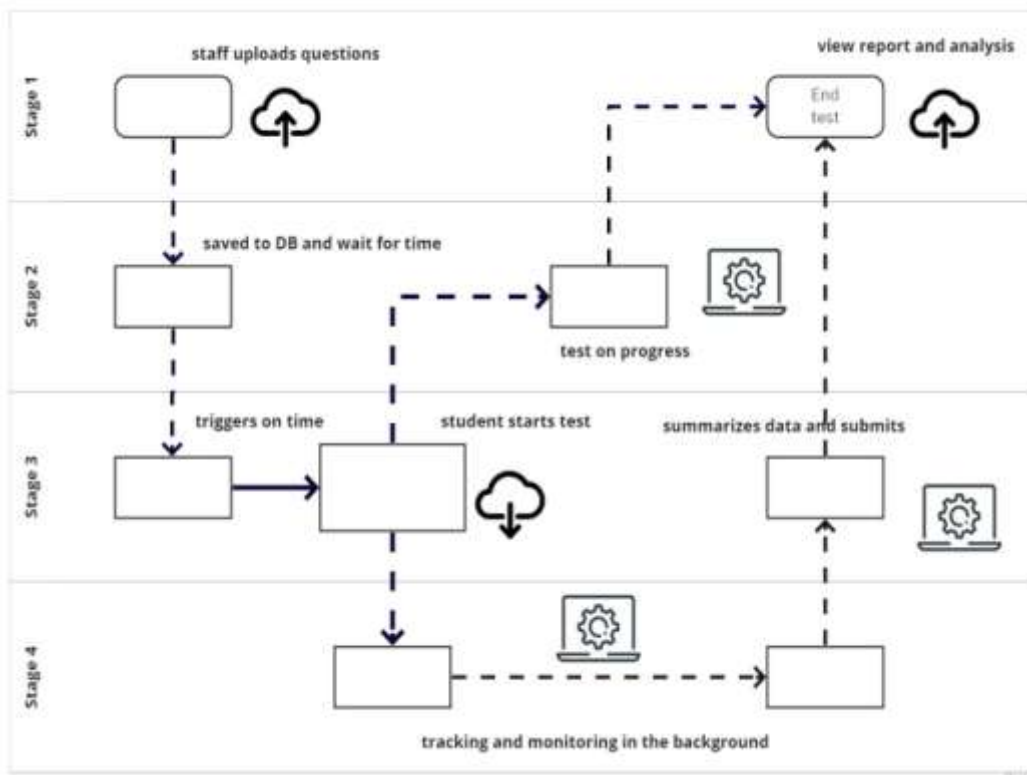 staff uploads questions
view report and analysis
Stage 1
End
test
saved to DB and wait for time
Stage 2
test on progress
triggers on time
student starts test
summarizes data and submits
Stage 3
Stage 4
tracking and monitoring in the background